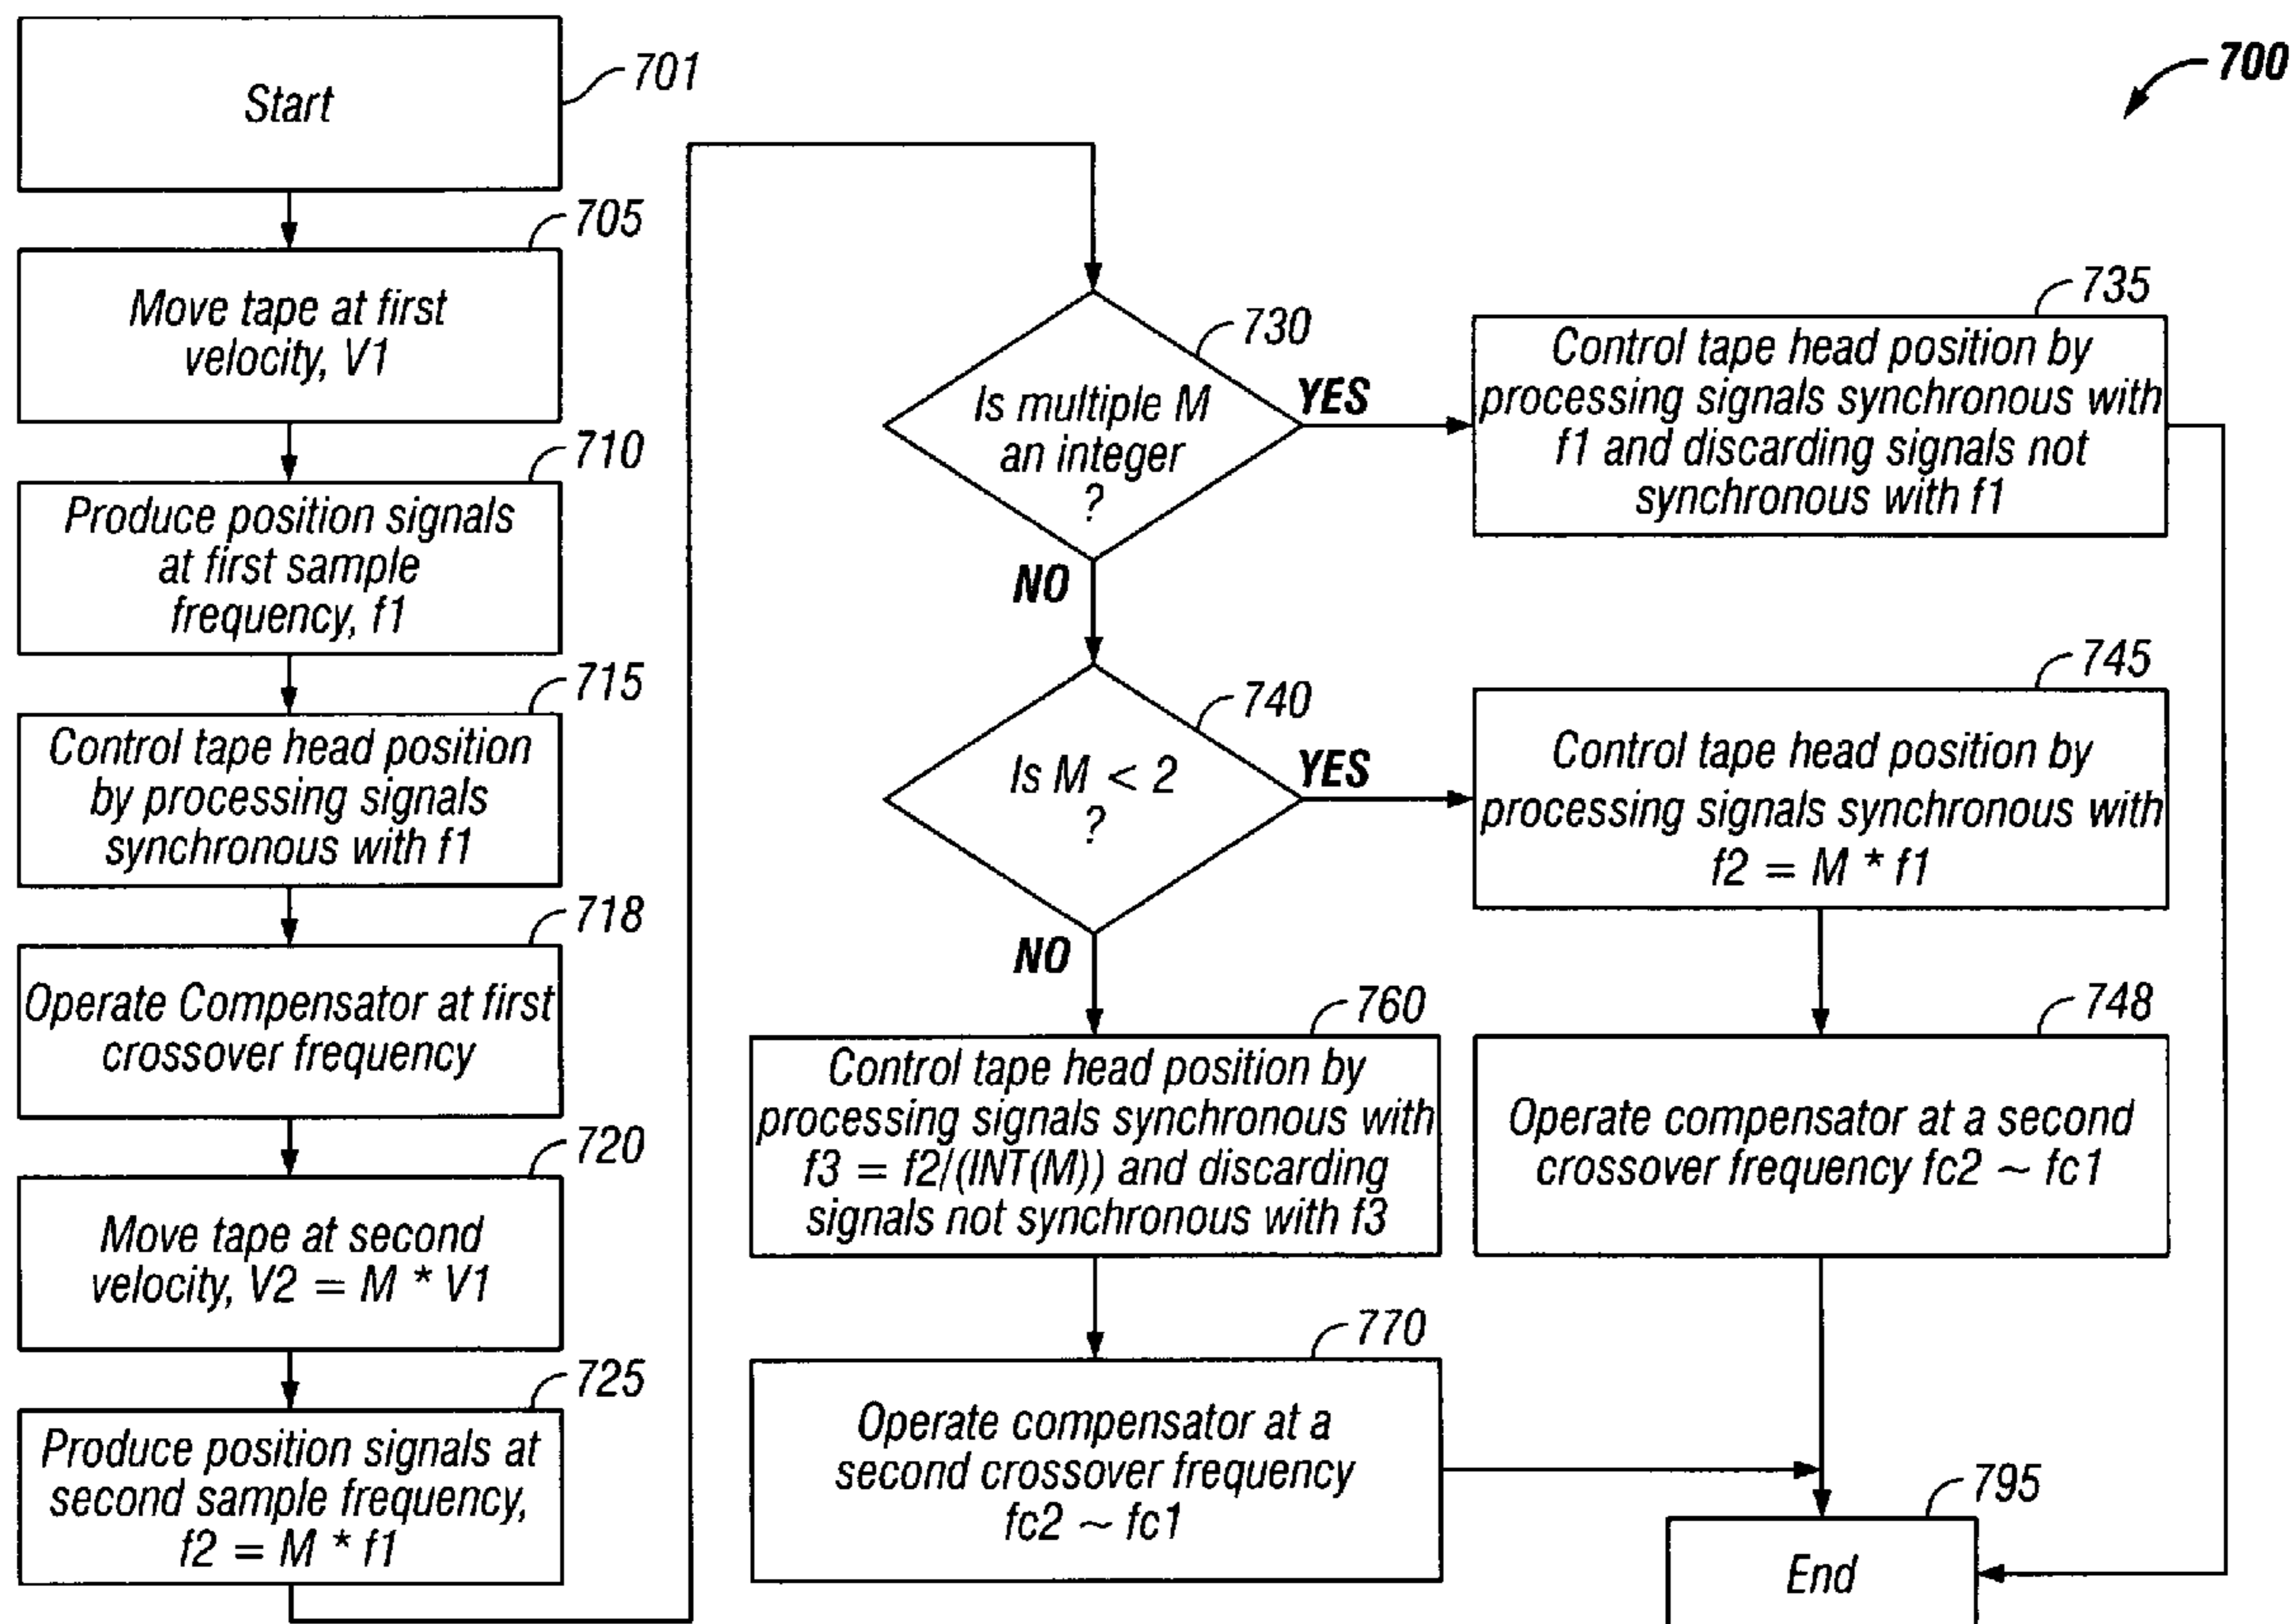 700
Start
701
Move tape at first
velocity, V1
705
Produce position signals
at first sample
frequency, f1
710
Control tape head position
by processing signals
synchronous with f1
715
Operate Compensator at first
crossover frequency
718
Move tape at second
velocity, V2 = M * V1
720
Produce position signals at
second sample frequency,
f2 = M * f1
725
Is multiple M
an integer
?
730
YES
NO
Control tape head position by
processing signals synchronous with
f1 and discarding signals not
synchronous with f1
735
Is M < 2
?
740
YES
NO
Control tape head position by
processing signals synchronous with
f2 = M * f1
745
Operate compensator at a second
crossover frequency fc2 ~ fc1
748
Control tape head position by
processing signals synchronous with
f3 = f2/(INT(M)) and discarding
signals not synchronous with f3
760
Operate compensator at a
second crossover frequency
fc2 ~ fc1
770
End
795